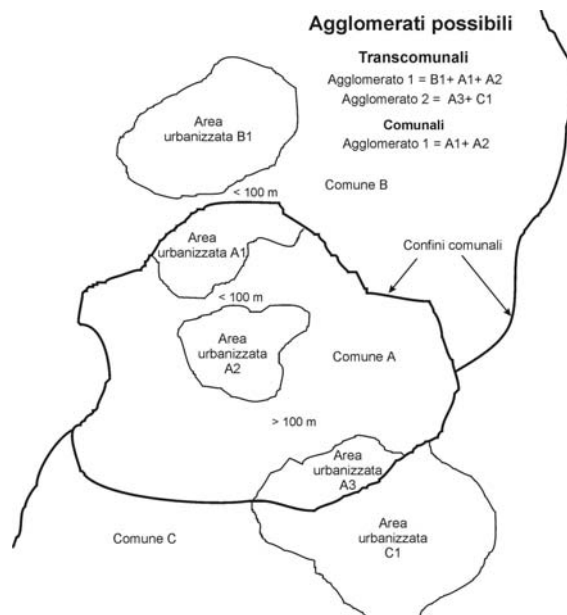 Agglomerati possibili
Transcomunali
Agglomerato 1 = B1+ A1+ A2
Agglomerato 2 = A3+ C1
Comunali
Agglomerato 1 = A1+ A2
Area
urbanizzata B1
Comune B
< 100 m
Area
urbanizzata A1
Confini comunali
< 100 m
Area
urbanizzata
A2
Comune A
> 100 m
Area
urbanizzata
A3
Comune C
Area
urbanizzata
C1